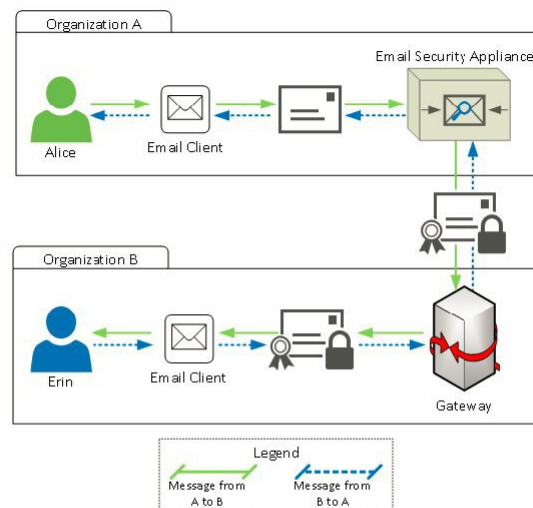 Organization A
Email Security Appliance
Alice
Email Client
Organization B
Erin
Email Client
Gateway
Legend
Message from
A to B
Message from
B to A